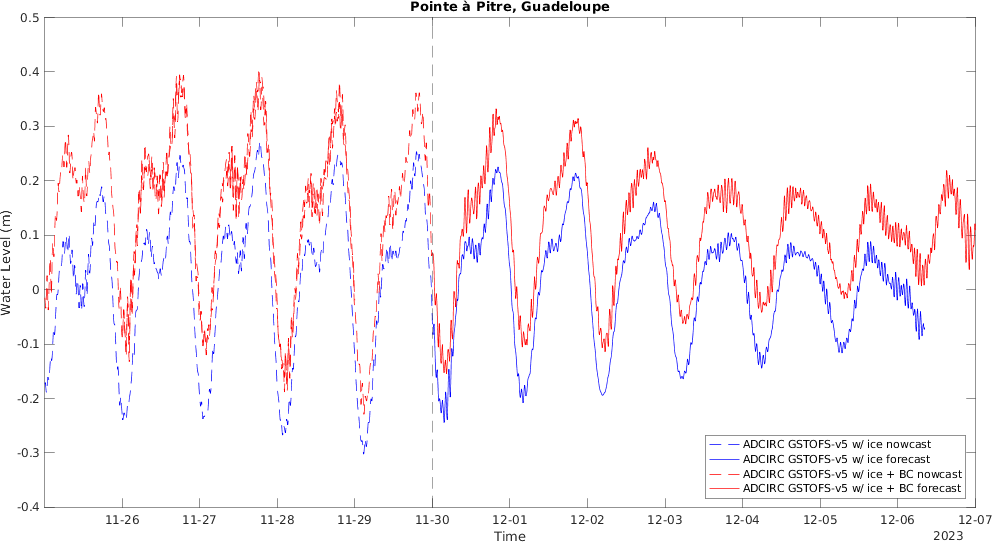 Pointe à Pitre, Guadeloupe
Water Level (m)
0.5
0.4
0.3
0.2
0.1
0
-0.1
-0.2
-0.3
-0.4
ADCIRC GSTOFS-v5 w/ ice nowcast
ADCIRC GSTOFS-v5 w/ ice forecast
ADCIRC GSTOFS-v5 w/ ice + BC nowcast
ADCIRC GSTOFS-v5 w/ ice + BC forecast
11-26 11-27 11-28 11-29 11-30 12-01 12-02 12-03 12-04 12-05 12-06 12-07
Time
2023